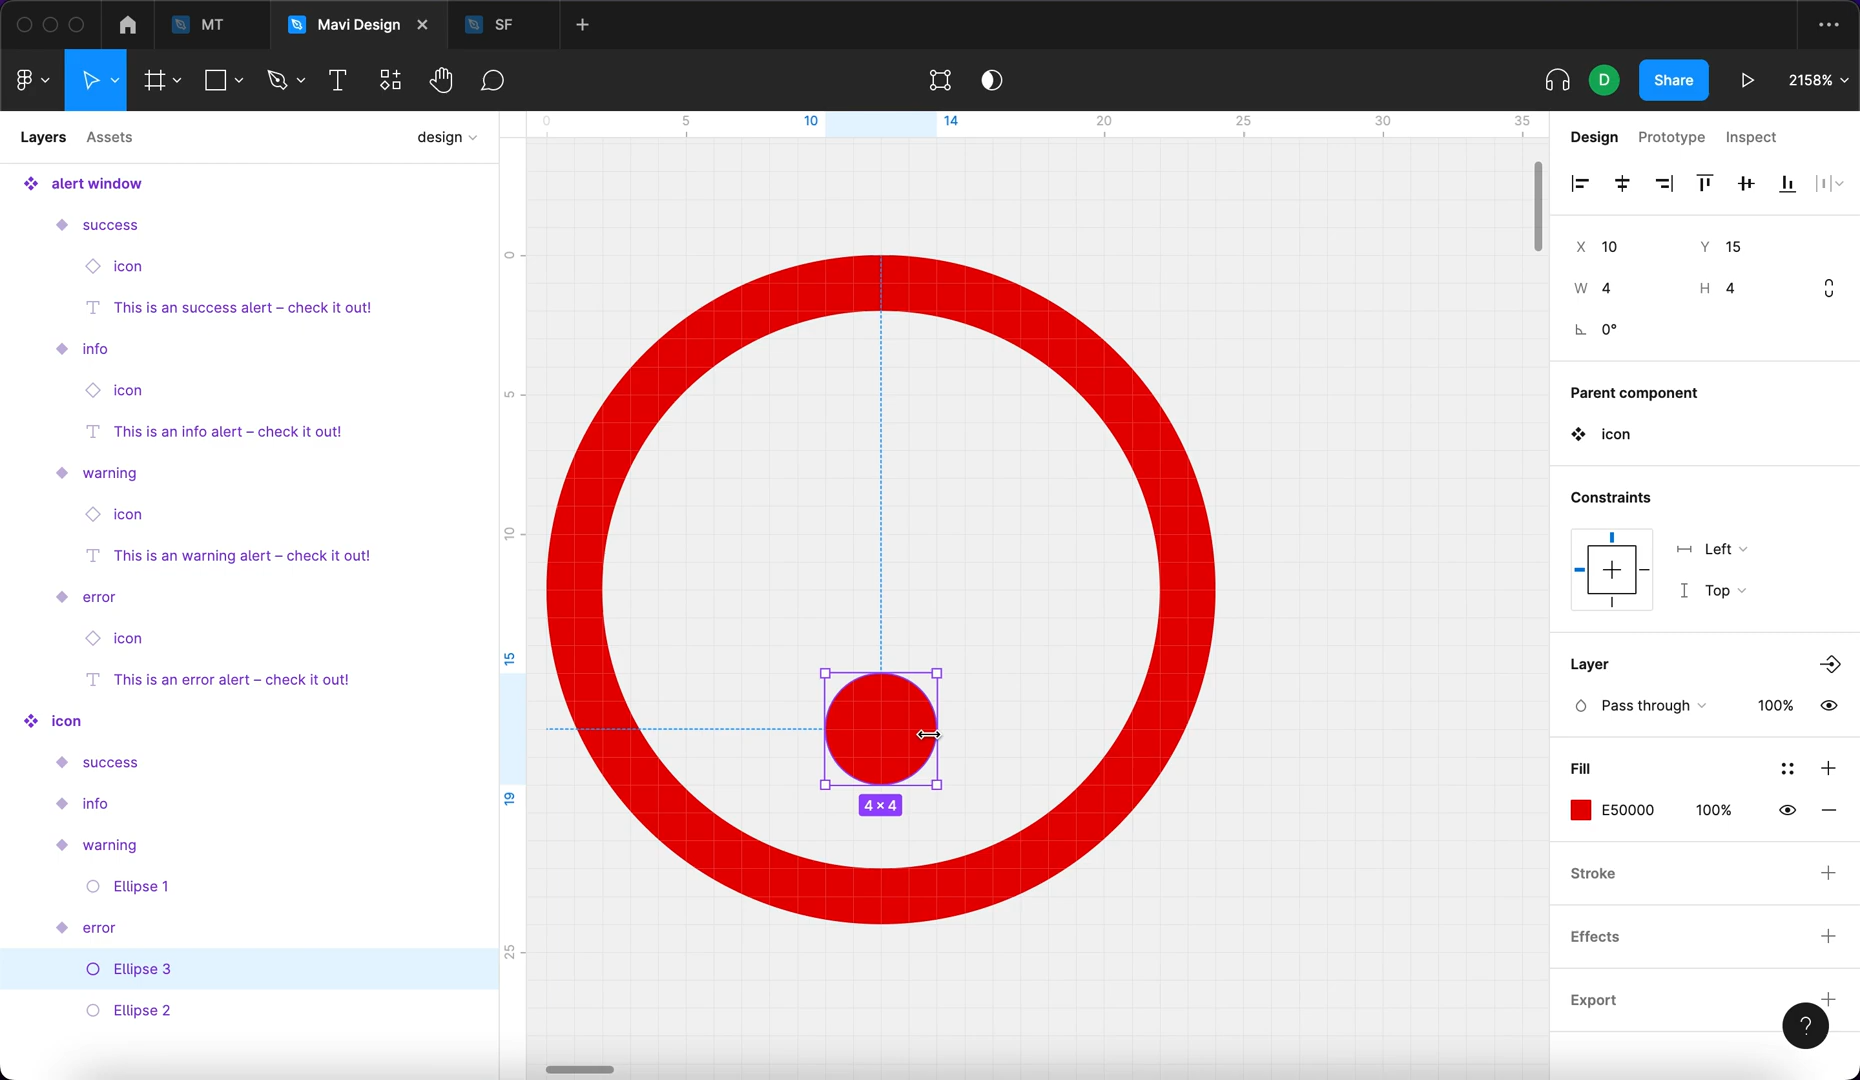 MT
Mavi Design
SF
D
Share
2158%
Layers
Assets
design
alert window
success
icon
This is an success alert – check it out!
info
icon
This is an info alert – check it out!
warning
icon
This is an warning alert – check it out!
error
icon
This is an error alert – check it out!
icon
success
info
warning
Ellipse 1
error
Ellipse 3
Ellipse 2
0
5
10
14
20
25
30
35
0
5
10
15
19
25
4 × 4
Design
Prototype
Inspect
X 10
Y 15
W 4
H 4
0°
Parent component
icon
Constraints
Left
Top
Layer
Pass through
100%
Fill
E50000
100%
Stroke
Effects
Export
?